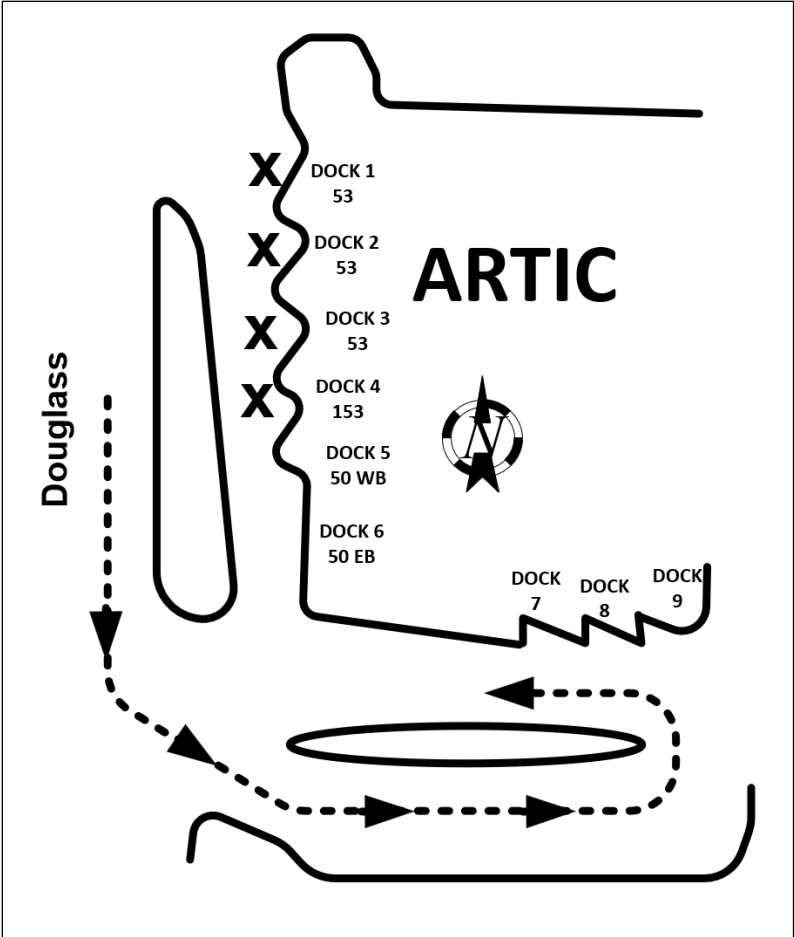 X
DOCK 1
53
X
DOCK 2
53
ARTIC
X
DOCK 3
53
X
DOCK 4
153
Douglass
N
DOCK 5
50 WB
DOCK 6
50 EB
DOCK
7
DOCK
8
DOCK
9